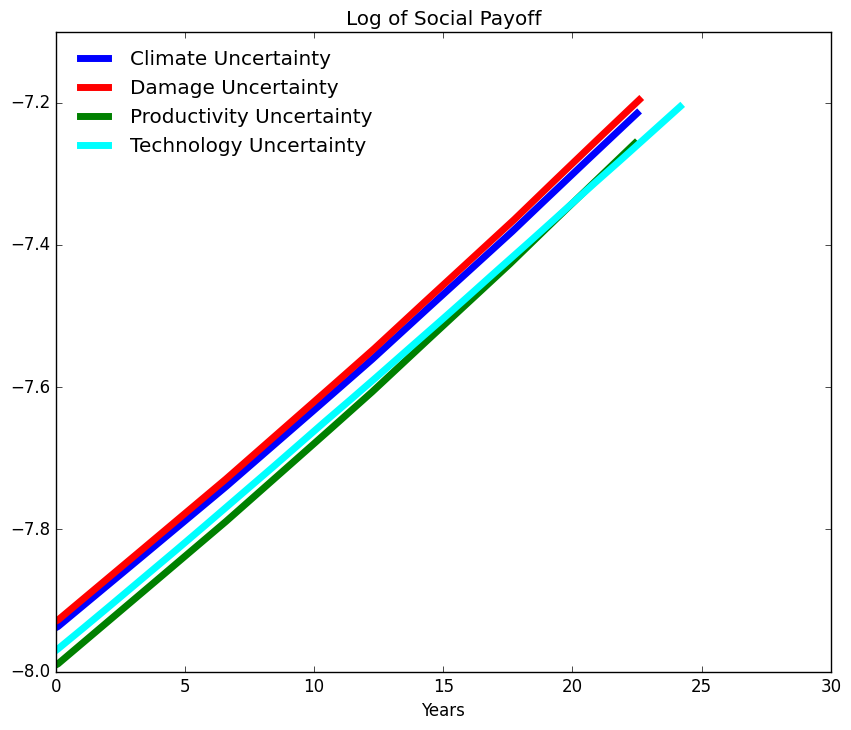 Log of Social Payoff
Climate Uncertainty
Damage Uncertainty
Productivity Uncertainty
Technology Uncertainty
−7.2
−7.4
−7.6
−7.8
−8.0
0 5 10 15 20 25 30
Years